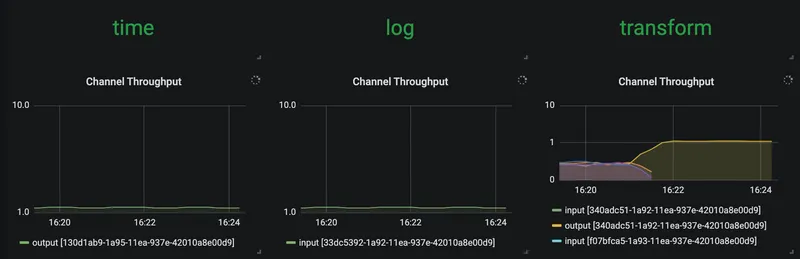 time
log
transform
Channel Throughput
10.0
1.0
16:20
16:22
16:24
output [130d1ab9-1a95-11ea-937e-42010a8e00d9]
Channel Throughput
10.0
1.0
16:20
16:22
16:24
input [33dc5392-1a92-11ea-937e-42010a8e00d9]
Channel Throughput
10
1
0
16:20
16:22
16:24
input [340adc51-1a92-11ea-937e-42010a8e00d9]
output [340adc51-1a92-11ea-937e-42010a8e00d9]
input [f07bfca5-1a93-11ea-937e-42010a8e00d9]